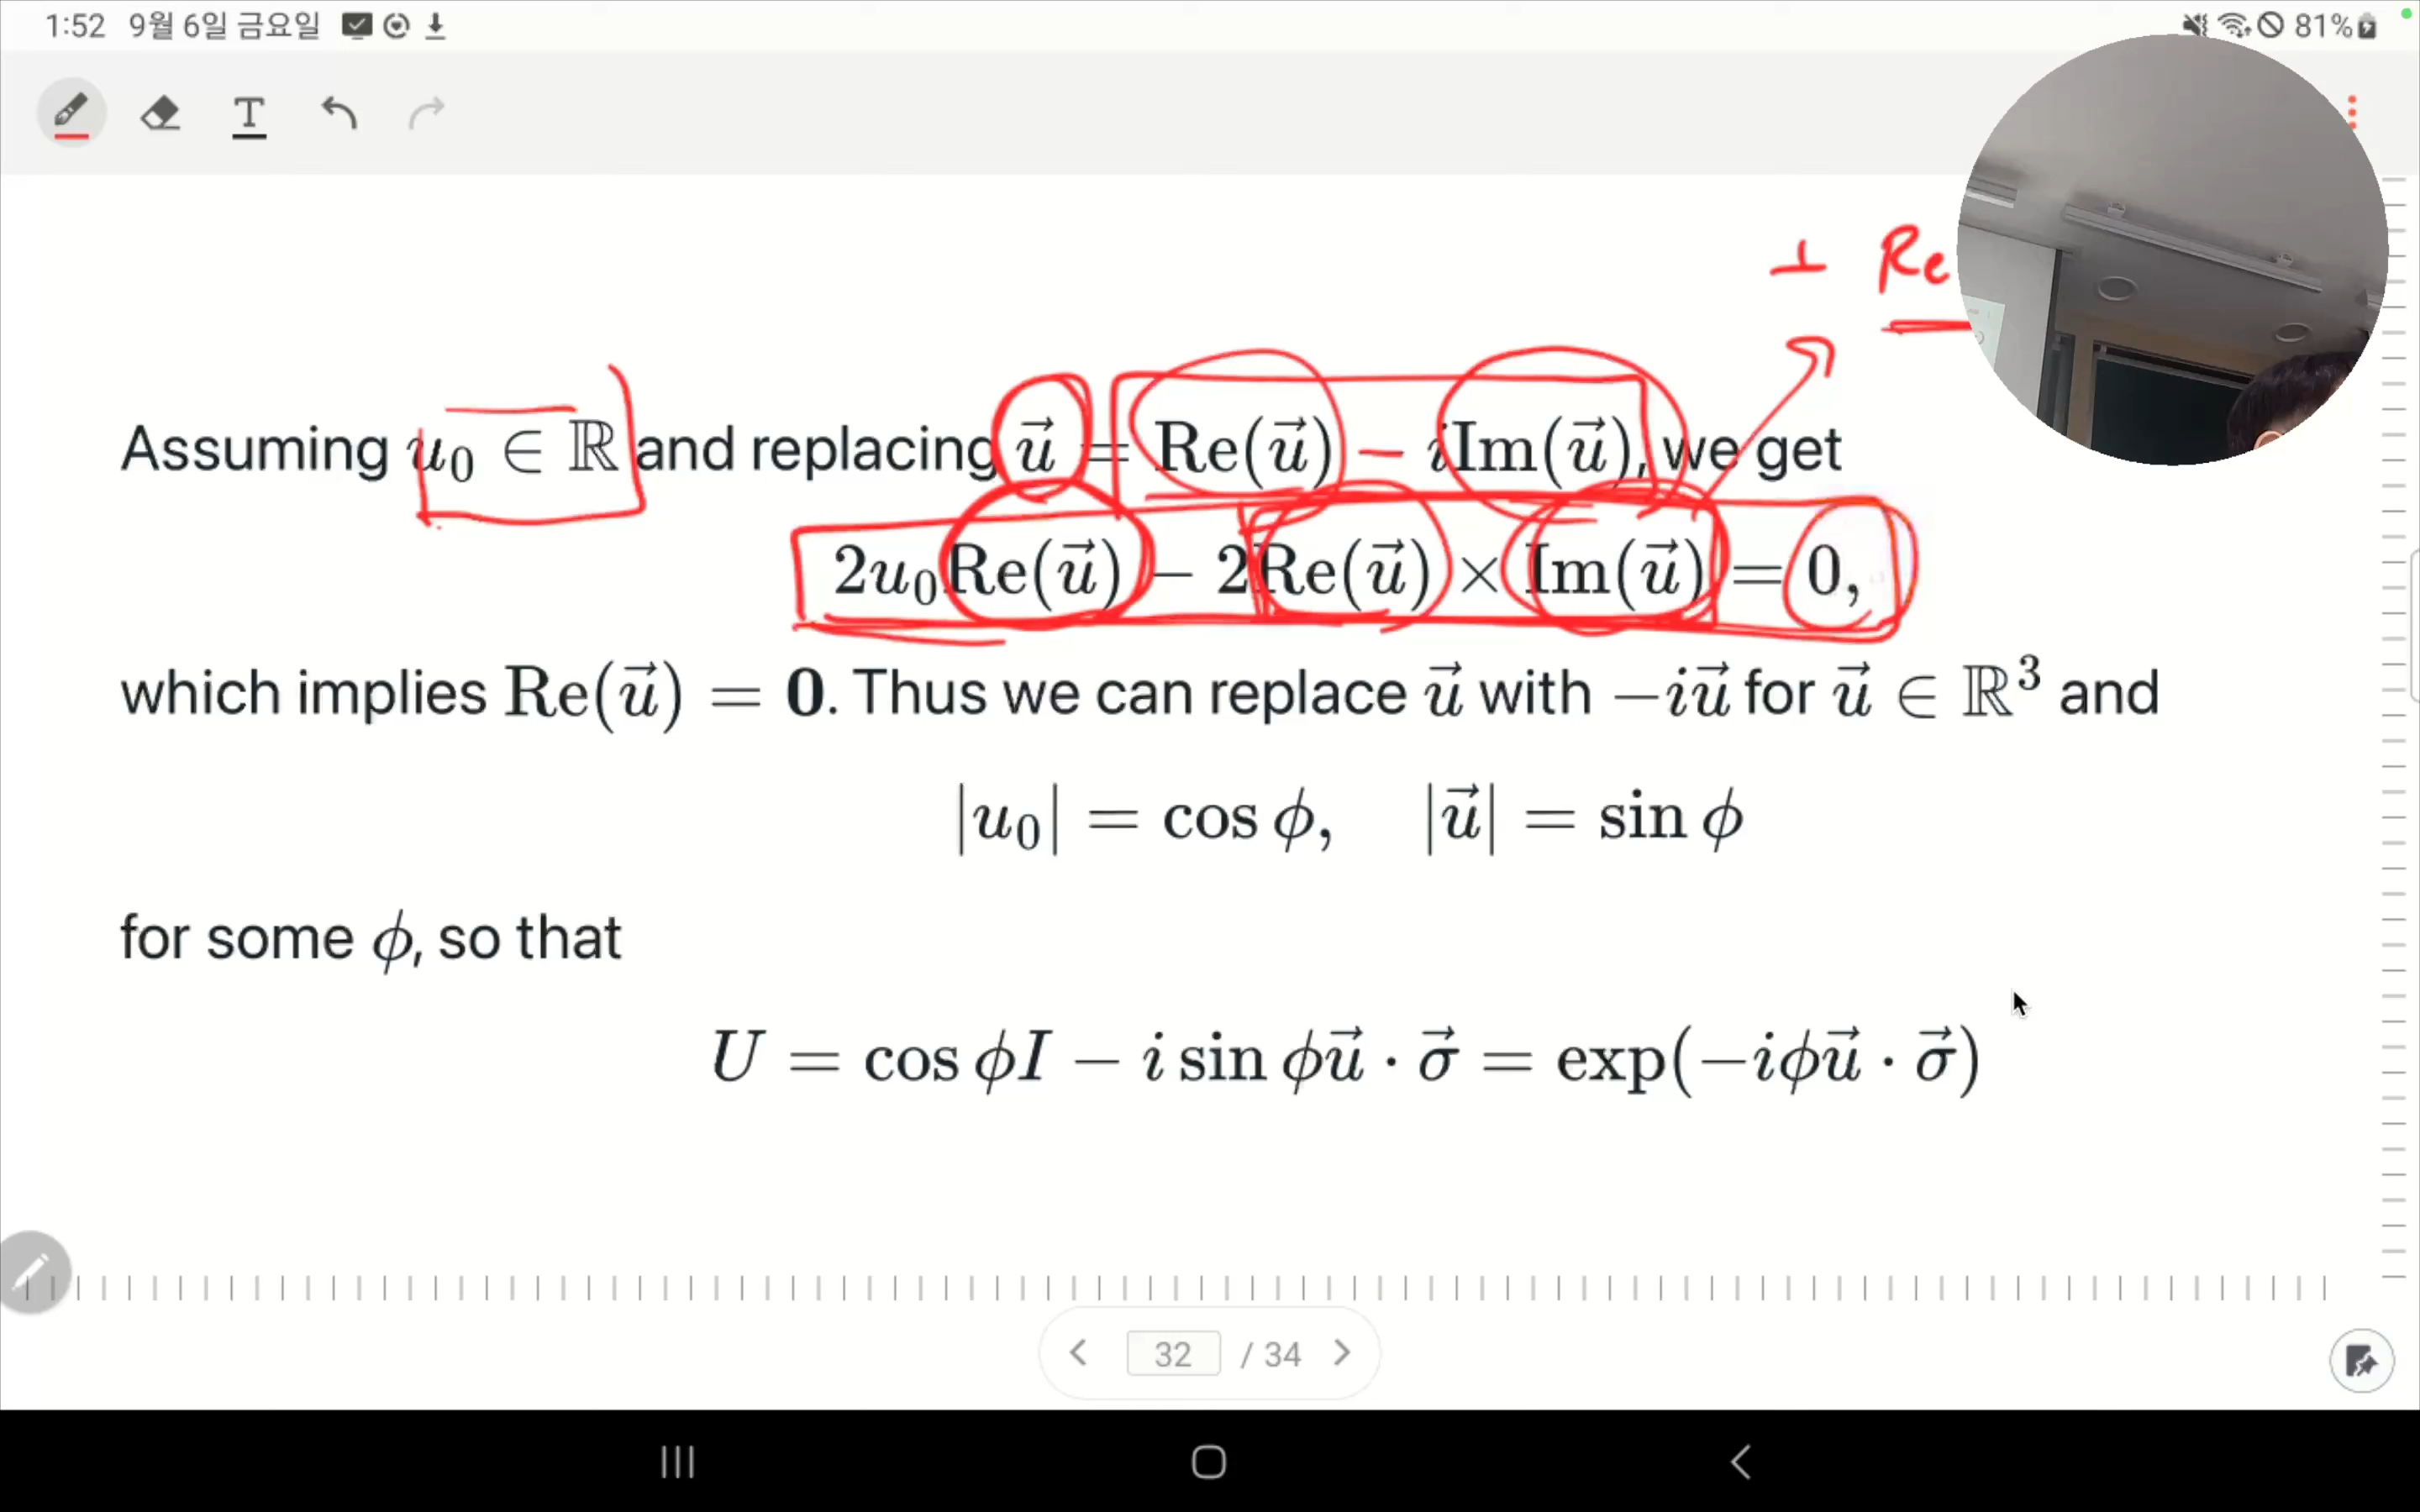 1:52 9월 6일 금요일 81%
T
⊥ Re
Assuming u₀ ∈ ℝ and replacing u⃗ = Re(u⃗) − iIm(u⃗), we get
2u₀Re(u⃗) − 2Re(u⃗) × Im(u⃗) = 0,
which implies Re(u⃗) = 0. Thus we can replace u⃗ with −iu⃗ for u⃗ ∈ ℝ³ and
|u₀| = cos ϕ, |u⃗| = sin ϕ
for some ϕ, so that
U = cos ϕI − i sin ϕu⃗ · σ⃗ = exp(−iϕu⃗ · σ⃗)
32 / 34